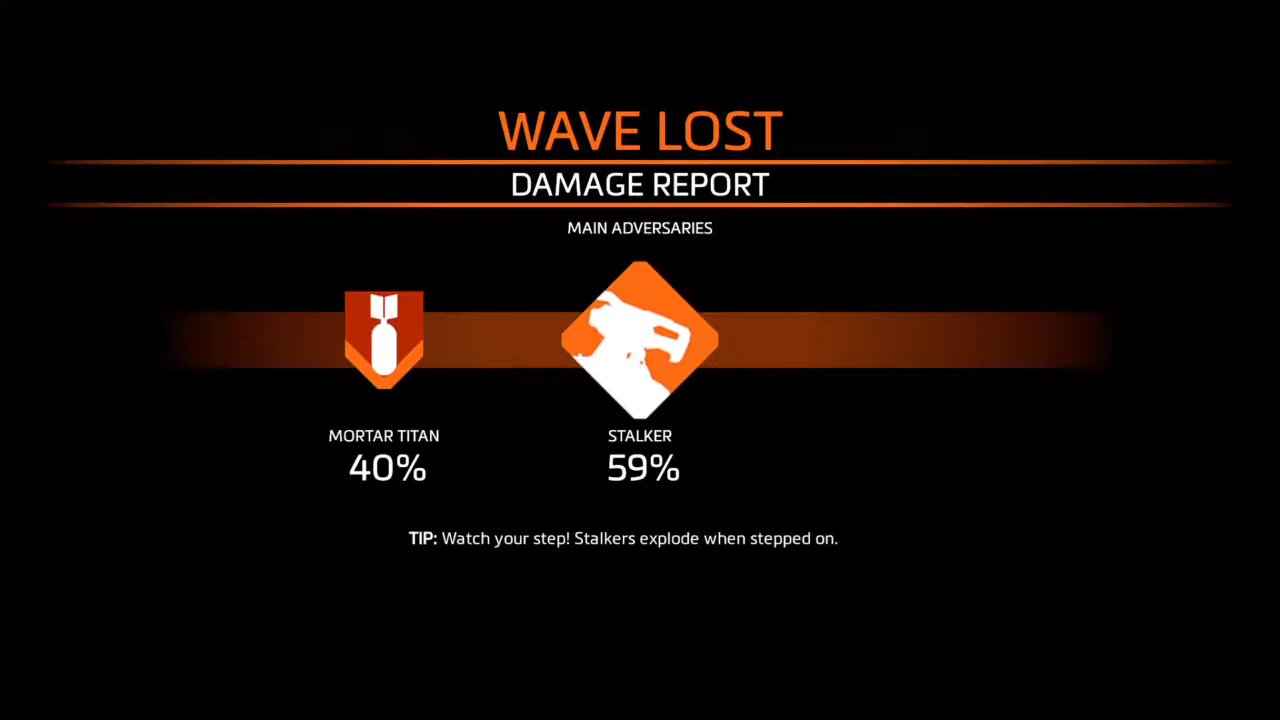 WAVE LOST
DAMAGE REPORT
MAIN ADVERSARIES
MORTAR TITAN
40%
STALKER
59%
TIP: Watch your step! Stalkers explode when stepped on.